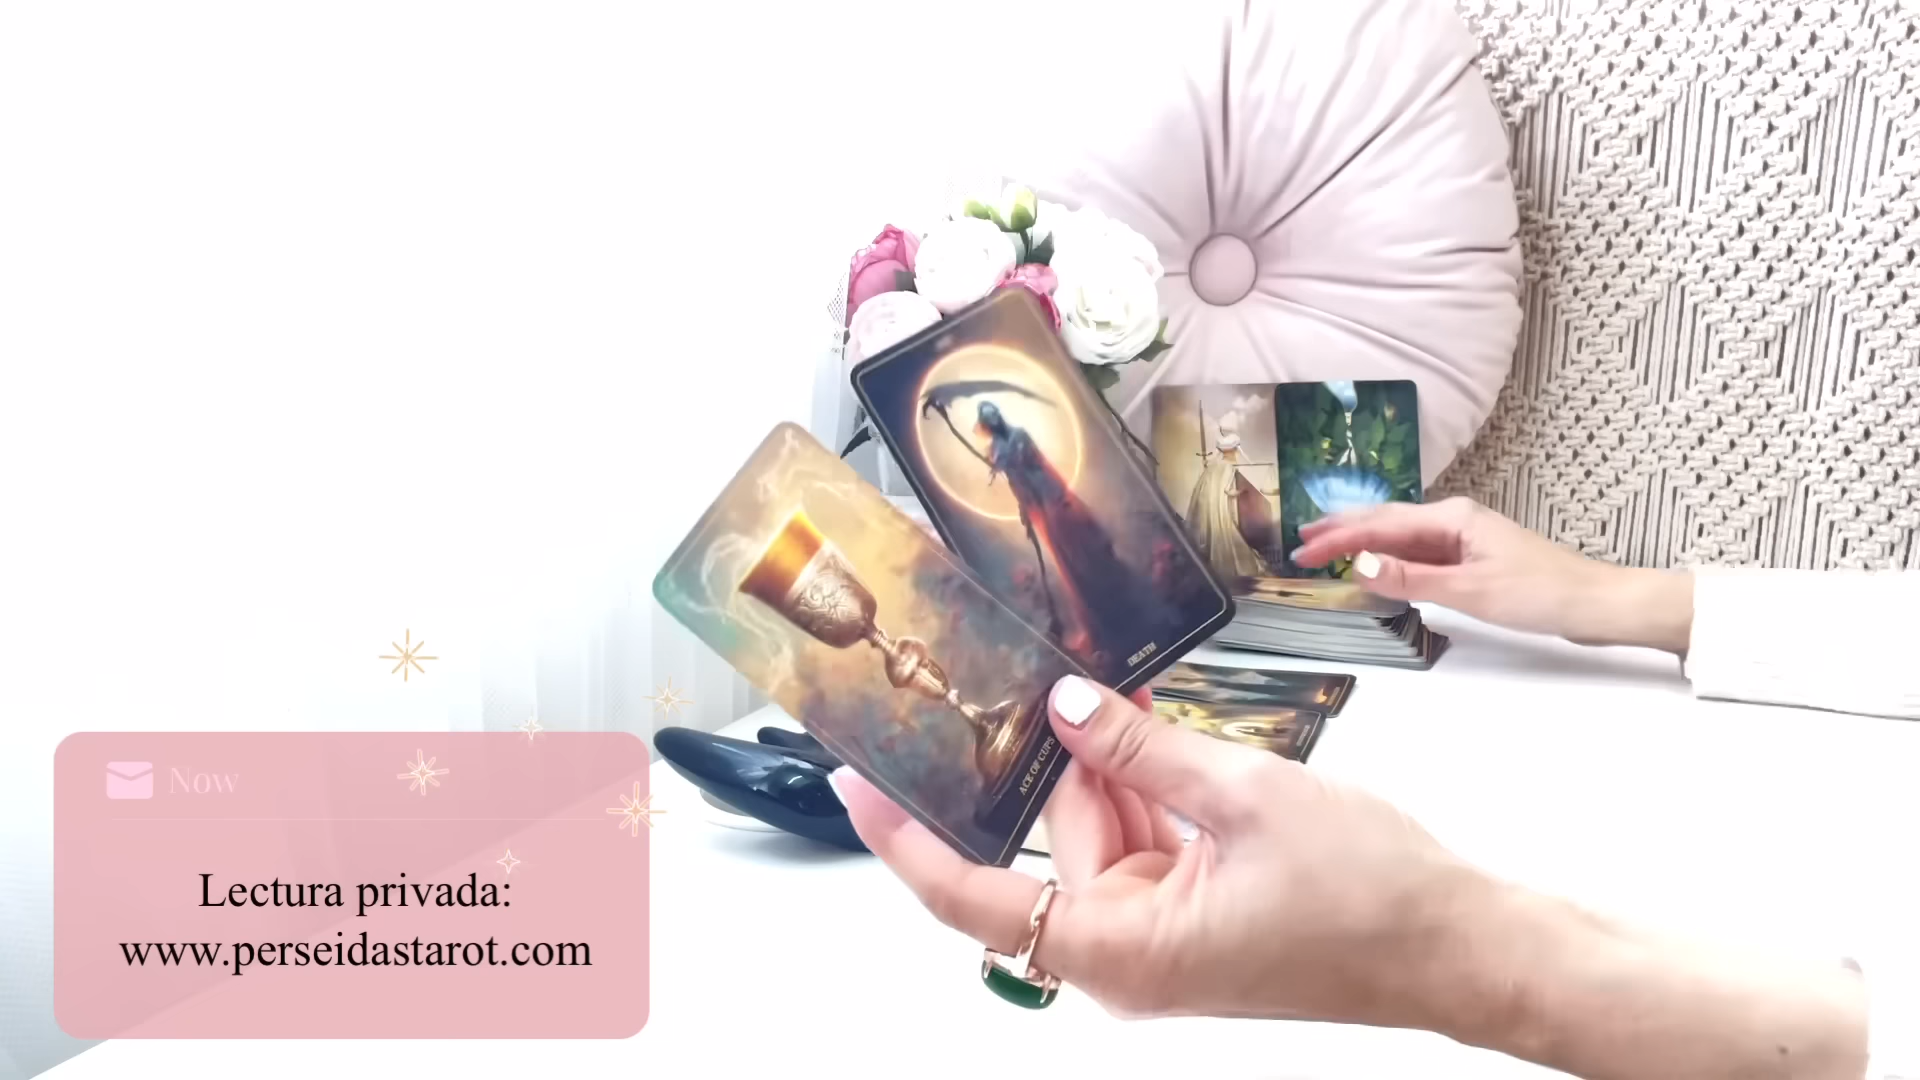 DEATH
ACE OF CUPS
Now
Lectura privada:
www.perseidastarot.com